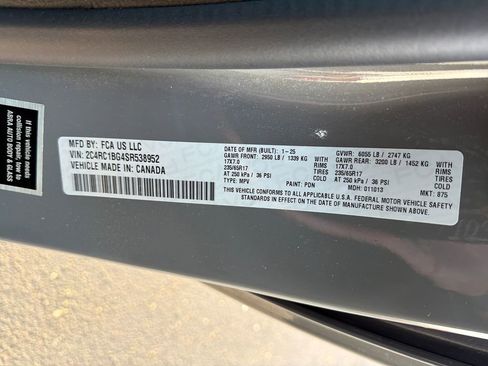 If this vehicle needs
collision repair, tow to
ABRA AUTO BODY & GLASS
MFD BY: FCA US LLC
VIN: 2C4RC1BG4SR538952
VEHICLE MADE IN: CANADA
DATE OF MFR (BUILT): 1-25 GVWR: 6055 LB / 2747 KG
GAWR FRONT: 2950 LB / 1339 KG RIMS GAWR REAR: 3200 LB / 1452 KG RIMS
17X7.0 TIRES 17X7.0 TIRES
235/65R17 235/65R17
AT 250 kPa / 36 PSI AT 250 kPa / 36 PSI
TYPE: MPV PAINT: PDN MDH: 011013 MKT: 875
THIS VEHICLE CONFORMS TO ALL APPLICABLE U.S.A. FEDERAL MOTOR VEHICLE SAFETY
STANDARDS IN EFFECT ON THE DATE OF MANUFACTURE SHOWN ABOVE.